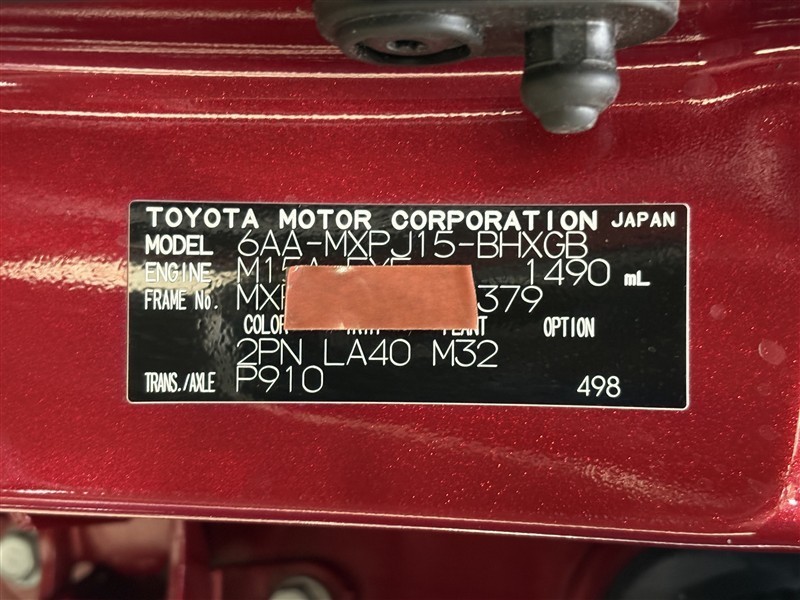 TOYOTA MOTOR CORPORATION JAPAN
MODEL 6AA-MXPJ15-BHXGB
ENGINE 1490 mL
FRAME No. 379
COLOR PLANT OPTION
2PN LA40 M32
TRANS./AXLE P910 498